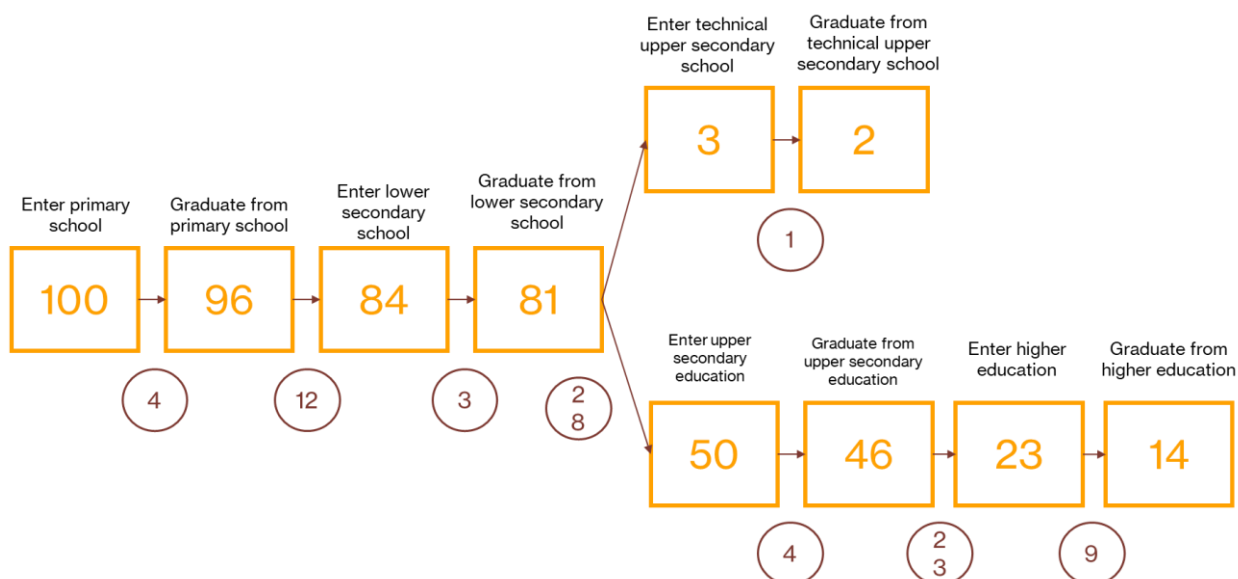 Enter technical
upper secondary
school
Graduate from
technical upper
secondary school
3
2
1
Enter primary
school
Graduate from
primary school
Enter lower
secondary
school
Graduate from
lower secondary
school
100
96
84
81
4
12
3
2
8
Enter upper
secondary
education
Graduate from
upper secondary
education
Enter higher
education
Graduate from
higher education
50
46
23
14
4
2
3
9